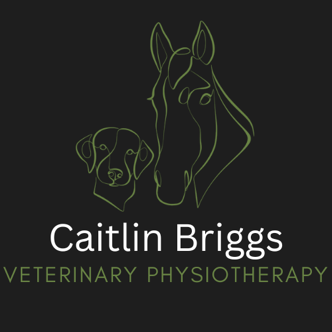 Caitlin Briggs
VETERINARY PHYSIOTHERAPY